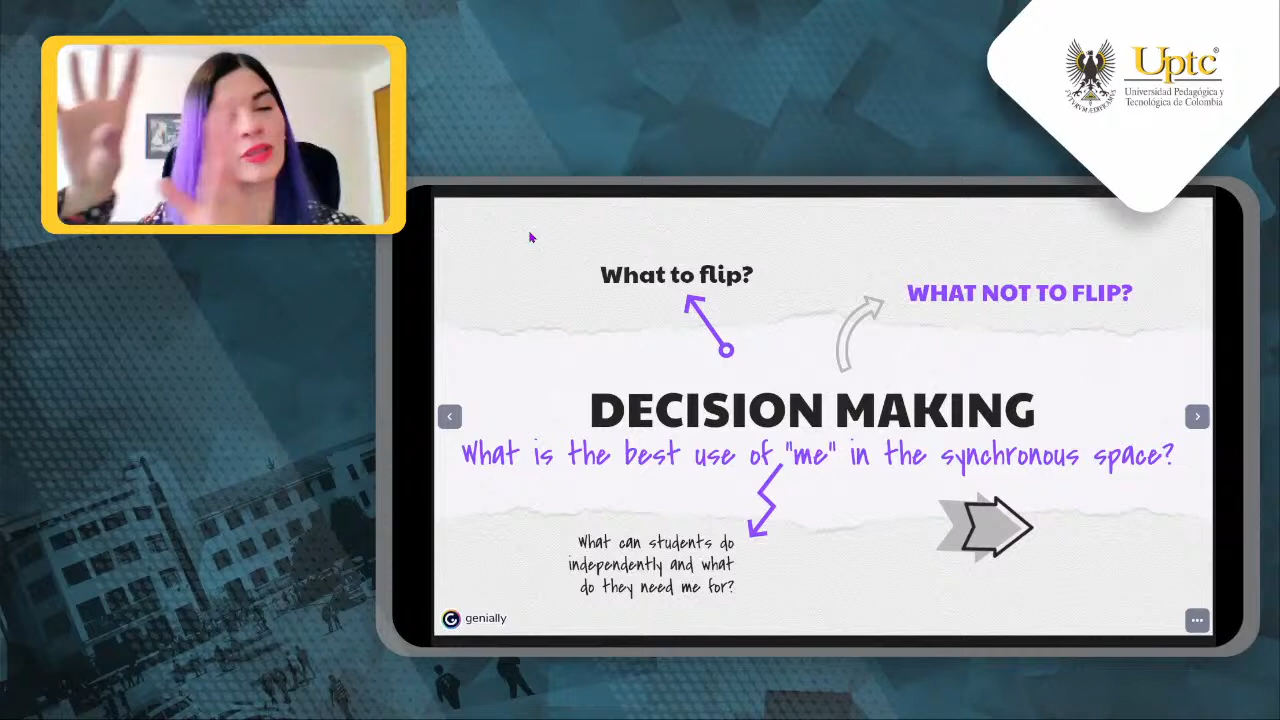 Uptc
Universidad Pedagógica y
Tecnológica de Colombia
What to flip?
WHAT NOT TO FLIP?
DECISION MAKING
What is the best use of "me" in the synchronous space?
What can students do
independently and what
do they need me for?
genially